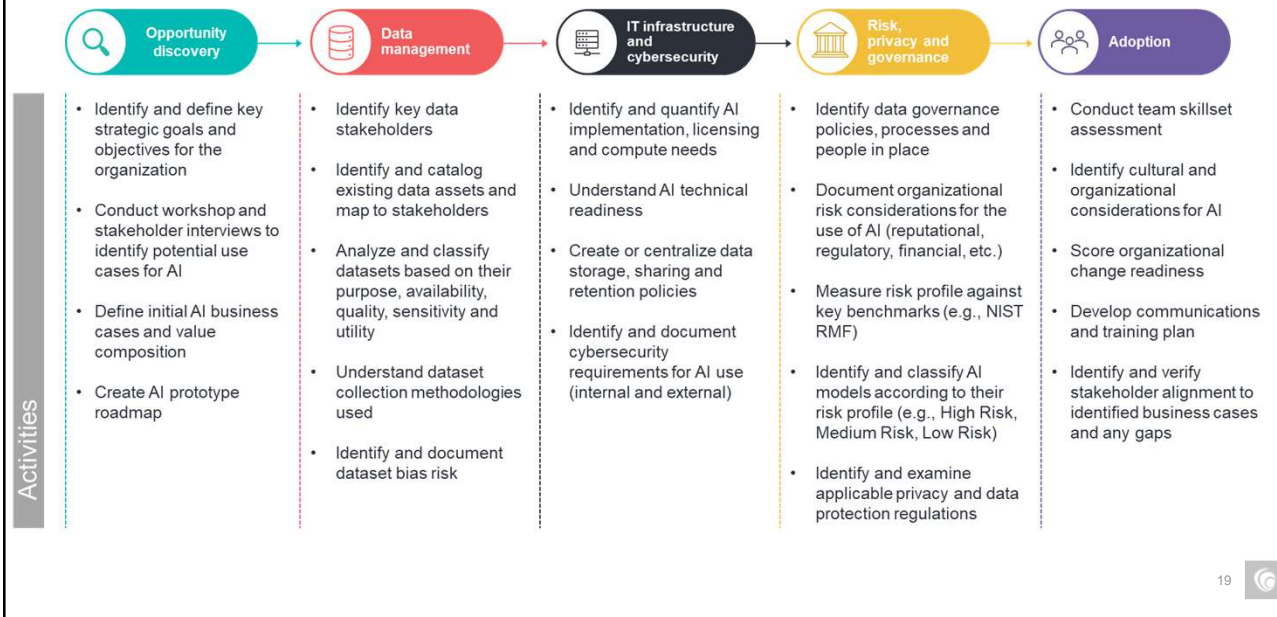 Opportunity
discovery
Data
management
IT infrastructure
and
cybersecurity
Risk,
privacy and
governance
Adoption
Activities
• Identify and define key
strategic goals and
objectives for the
organization
• Conduct workshop and
stakeholder interviews to
identify potential use
cases for AI
• Define initial AI business
cases and value
composition
• Create AI prototype
roadmap
• Identify key data
stakeholders
• Identify and catalog
existing data assets and
map to stakeholders
• Analyze and classify
datasets based on their
purpose, availability,
quality, sensitivity and
utility
• Understand dataset
collection methodologies
used
• Identify and document
dataset bias risk
• Identify and quantify AI
implementation, licensing
and compute needs
• Understand AI technical
readiness
• Create or centralize data
storage, sharing and
retention policies
• Identify and document
cybersecurity
requirements for AI use
(internal and external)
• Identify data governance
policies, processes and
people in place
• Document organizational
risk considerations for the
use of AI (reputational,
regulatory, financial, etc.)
• Measure risk profile against
key benchmarks (e.g., NIST
RMF)
• Identify and classify AI
models according to their
risk profile (e.g., High Risk,
Medium Risk, Low Risk)
• Identify and examine
applicable privacy and data
protection regulations
• Conduct team skillset
assessment
• Identify cultural and
organizational
considerations for AI
• Score organizational
change readiness
• Develop communications
and training plan
• Identify and verify
stakeholder alignment to
identified business cases
and any gaps
19